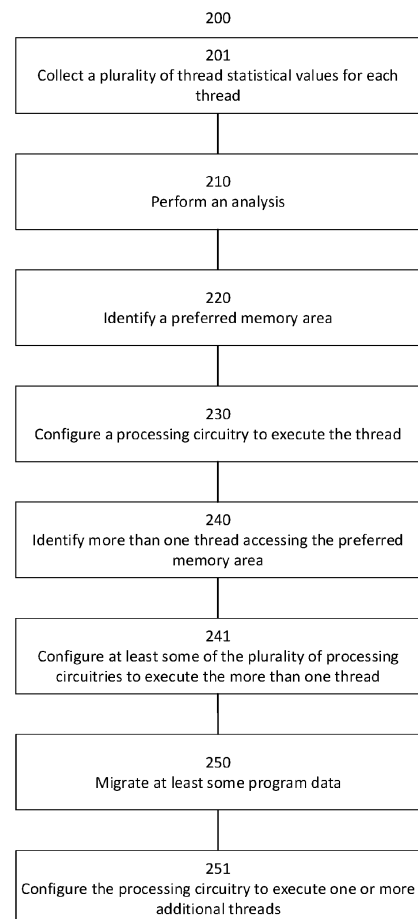 200
201
Collect a plurality of thread statistical values for each
thread
210
Perform an analysis
220
Identify a preferred memory area
230
Configure a processing circuitry to execute the thread
240
Identify more than one thread accessing the preferred
memory area
241
Configure at least some of the plurality of processing
circuitries to execute the more than one thread
250
Migrate at least some program data
251
Configure the processing circuitry to execute one or more
additional threads